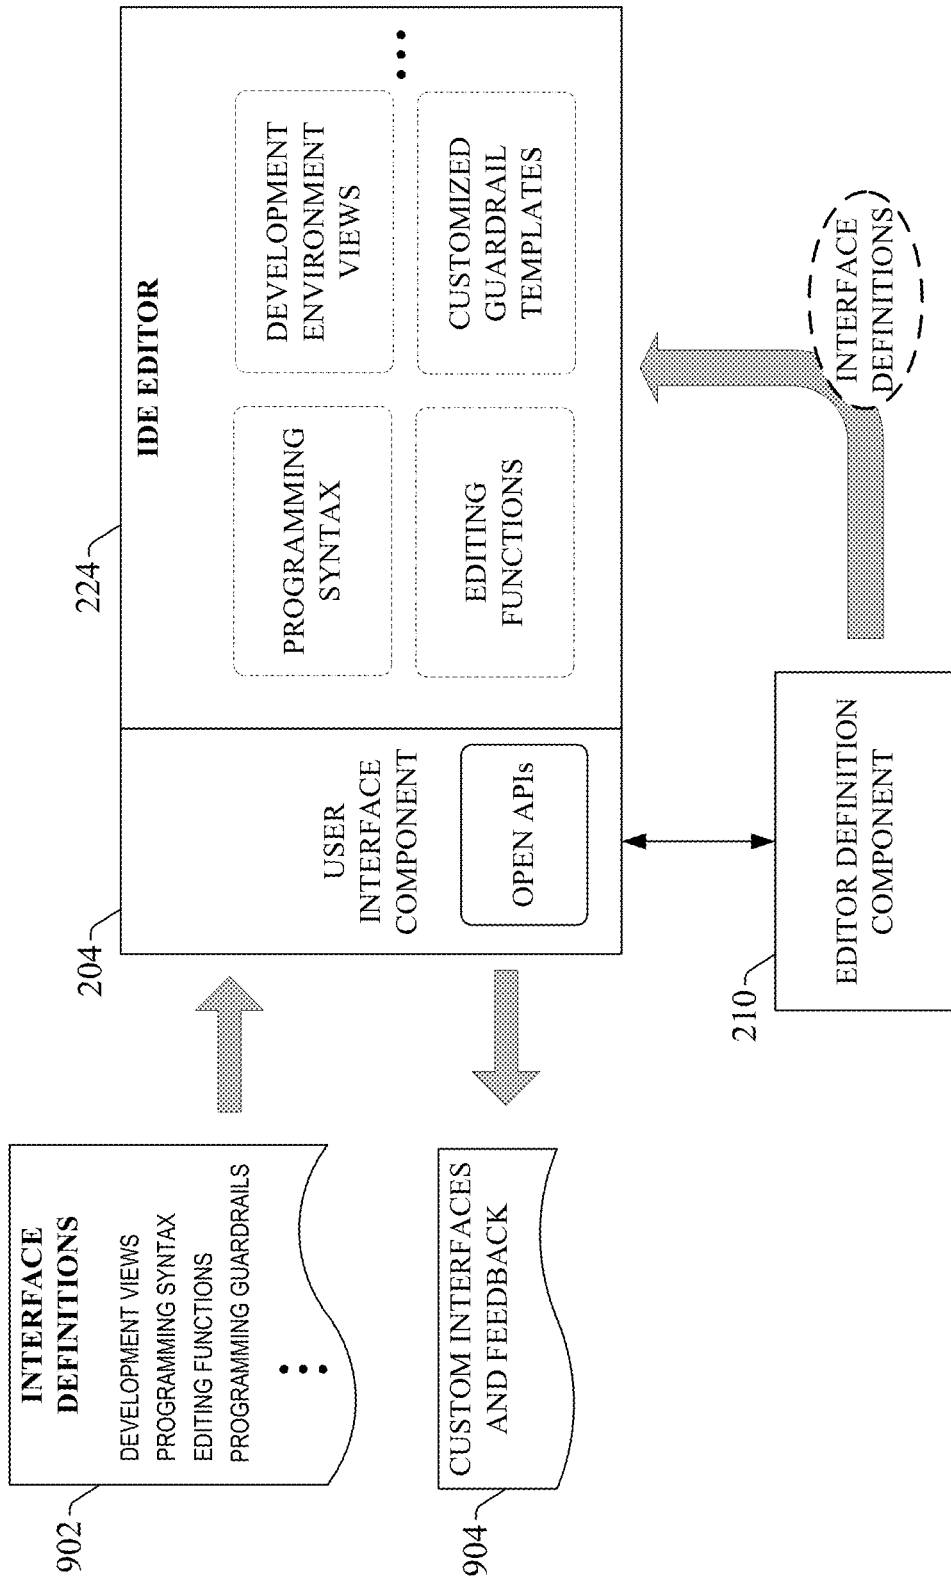 902
INTERFACE
DEFINITIONS
DEVELOPMENT VIEWS
PROGRAMMING SYNTAX
EDITING FUNCTIONS
PROGRAMMING GUARDRAILS
904
CUSTOM INTERFACES
AND FEEDBACK
204
USER
INTERFACE
COMPONENT
OPEN APIs
224
IDE EDITOR
PROGRAMMING
SYNTAX
DEVELOPMENT
ENVIRONMENT
VIEWS
EDITING
FUNCTIONS
CUSTOMIZED
GUARDRAIL
TEMPLATES
210
EDITOR DEFINITION
COMPONENT
INTERFACE
DEFINITIONS